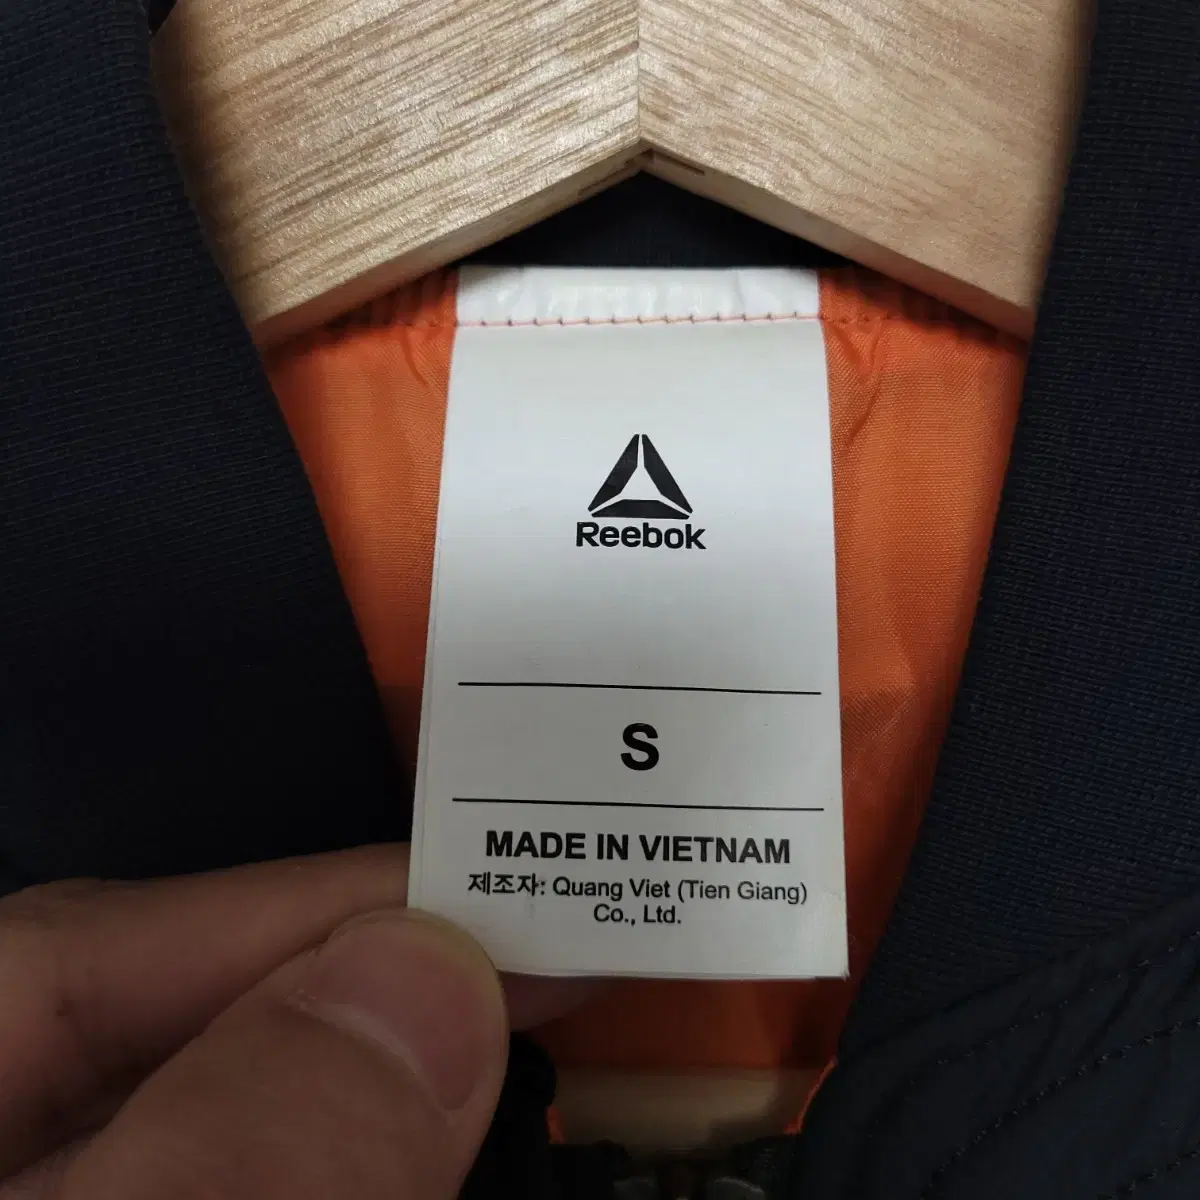 Reebok
S
MADE IN VIETNAM
제조자: Quang Viet (Tien Giang)
Co., Ltd.